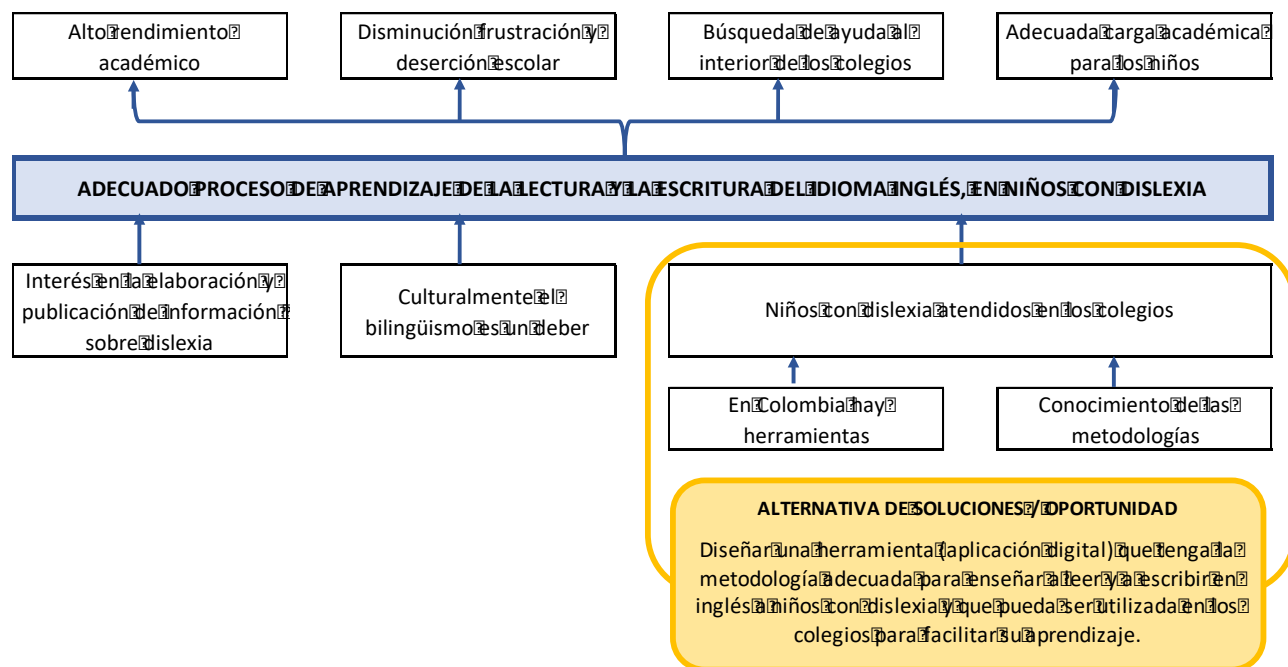 Alto rendimiento
académico
Disminución frustración y
deserción escolar
Búsqueda de ayuda al
interior de los colegios
Adecuada carga académica
para los niños
ADECUADO PROCESO DE APRENDIZAJE DE LA LECTURA Y LA ESCRITURA DEL IDIOMA INGLÉS, EN NIÑOS CON DISLEXIA
Interés en la elaboración y
publicación de información
sobre dislexia
Culturalmente el
bilingüismo es un deber
Niños con dislexia atendidos en los colegios
En Colombia hay
herramientas
Conocimiento de las
metodologías
ALTERNATIVA DE SOLUCIONES / OPORTUNIDAD
Diseñar una herramienta (aplicación digital) que tenga la
metodología adecuada para enseñar a leer y a escribir en
inglés a niños con dislexia y que pueda ser utilizada en los
colegios para facilitar su aprendizaje.